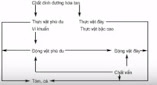 Chất dinh dưỡng hòa tan
Thực vật phù du
Vi khuẩn
Thực vật đáy
Thực vật bậc cao
Động vật phù du
Động vật đáy
Chất vẩn
Tôm, cá